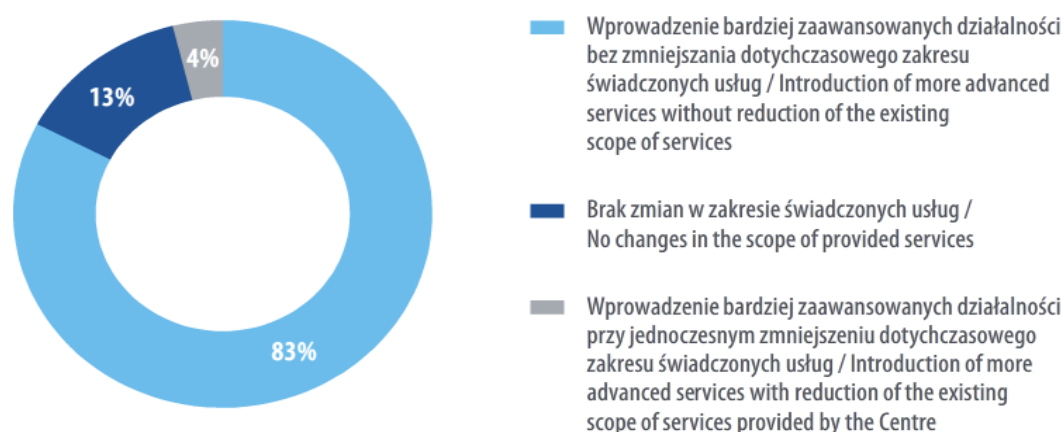 4%
13%
83%
Wprowadzenie bardziej zaawansowanych działalności
bez zmniejszania dotychczasowego zakresu
świadczonych usług / Introduction of more advanced
services without reduction of the existing
scope of services
Brak zmian w zakresie świadczonych usług /
No changes in the scope of provided services
Wprowadzenie bardziej zaawansowanych działalności
przy jednoczesnym zmniejszeniu dotychczasowego
zakresu świadczonych usług / Introduction of more
advanced services with reduction of the existing
scope of services provided by the Centre